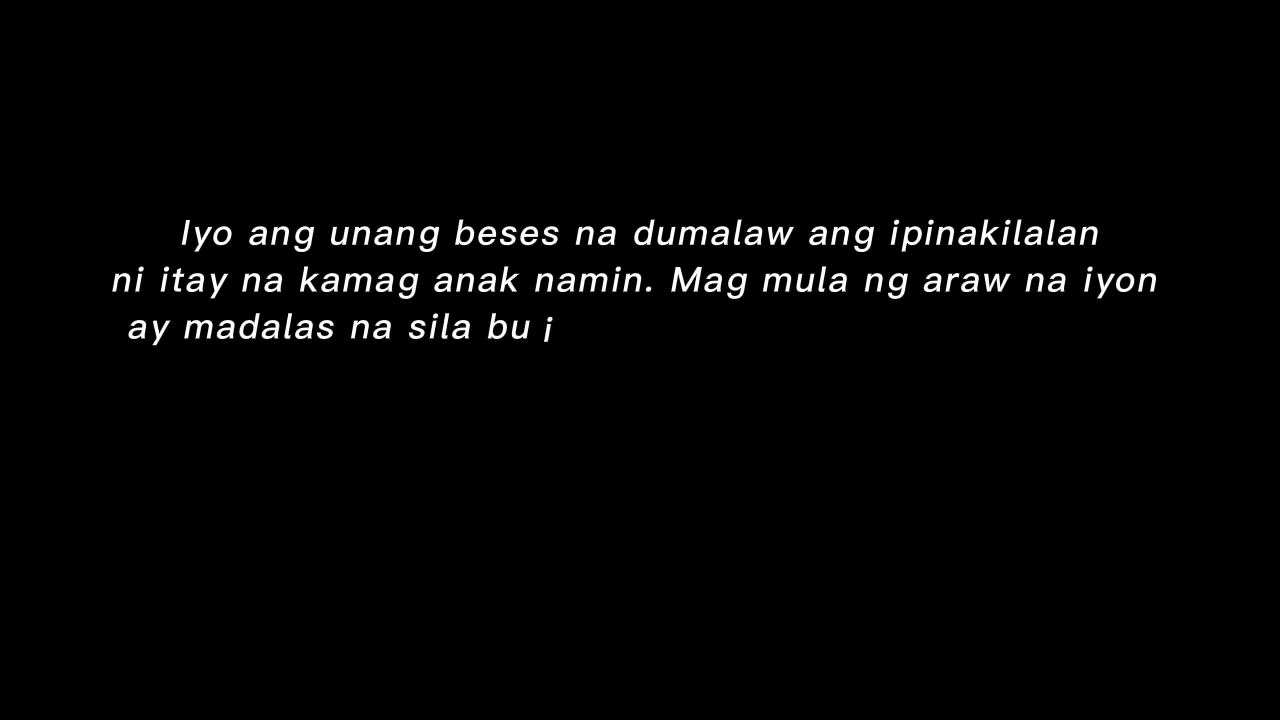 Iyo ang unang beses na dumalaw ang ipinakilalan
ni itay na kamag anak namin. Mag mula ng araw na iyon
ay madalas na sila bu